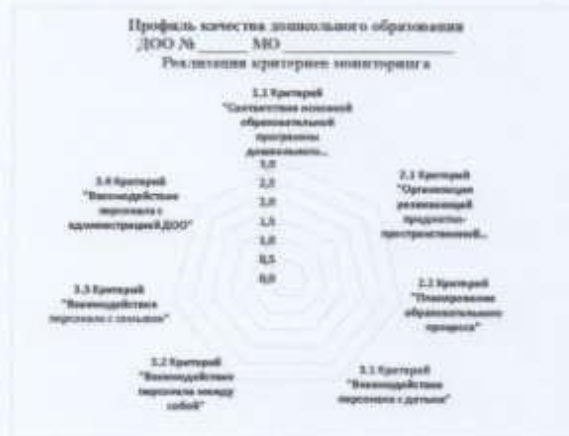 Профиль качества дошкольного образования
ДОО № ______ МО ____________________
Реализация критериев мониторинга
1.1 Критерий
"Соответствие основной
образовательной
программы
дошкольного...
3,0
2,5
2,0
1,5
1,0
0,5
0,0
2.1 Критерий
"Организация
развивающей
предметно-
пространственной...
2.2 Критерий
"Планирование
образовательного
процесса"
3.1 Критерий
"Взаимодействие
персонала с детьми"
3.2 Критерий
"Взаимодействие
персонала между
собой"
3.3 Критерий
"Взаимодействие
персонала с семьями"
3.4 Критерий
"Взаимодействие
персонала с
администрацией ДОО"